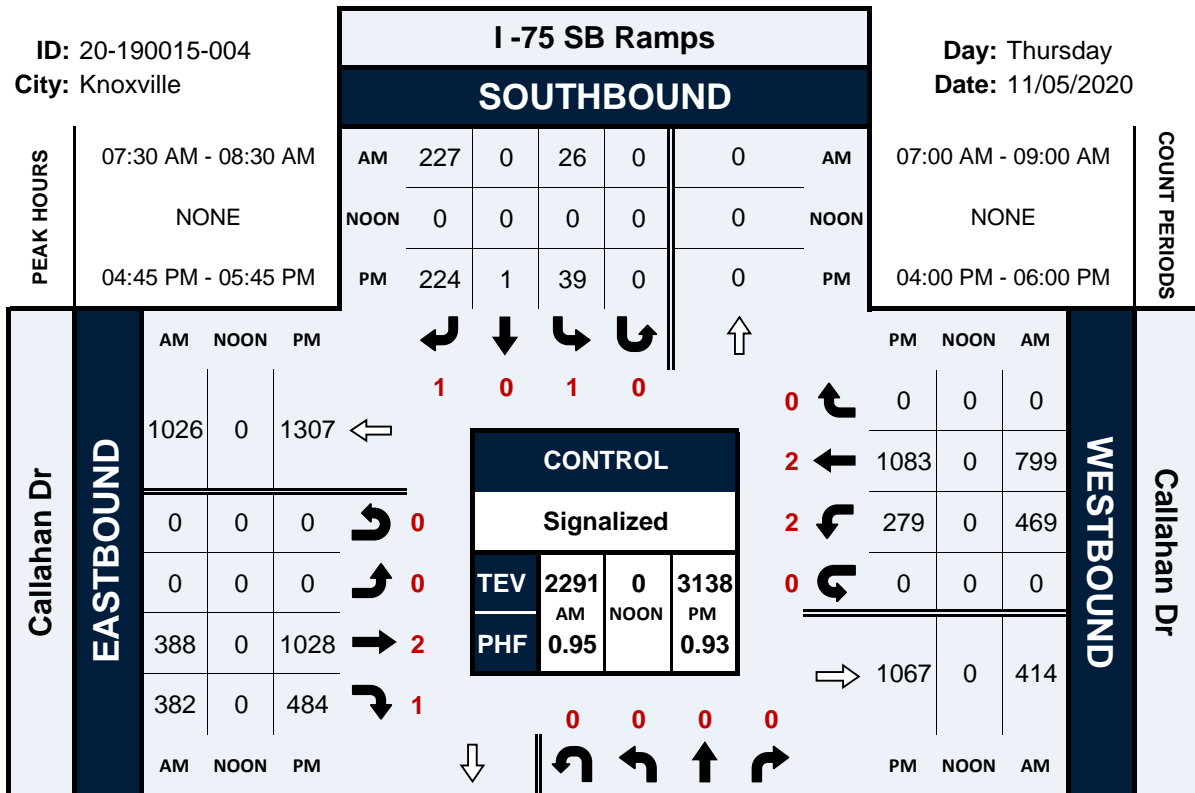 I -75 SB Ramps
SOUTHBOUND
ID: 20-190015-004
City: Knoxville
Day: Thursday
Date: 11/05/2020
PEAK HOURS
07:30 AM - 08:30 AM
NONE
04:45 PM - 05:45 PM
AM 227 0 26 0 0 AM
NOON 0 0 0 0 0 NOON
PM 224 1 39 0 0 PM
07:00 AM - 09:00 AM
NONE
04:00 PM - 06:00 PM
COUNT PERIODS
1 0 1 0
Callahan Dr
EASTBOUND
AM NOON PM
1026 0 1307
0 0 0 0
0 0 0 0
388 0 1028 2
382 0 484 1
AM NOON PM
CONTROL
Signalized
TEV 2291 0 3138
AM NOON PM
PHF 0.95 0.93
PM NOON AM
0 0 0 0
2 1083 0 799
2 279 0 469
0 0 0 0
1067 0 414
PM NOON AM
WESTBOUND
Callahan Dr
0 0 0 0